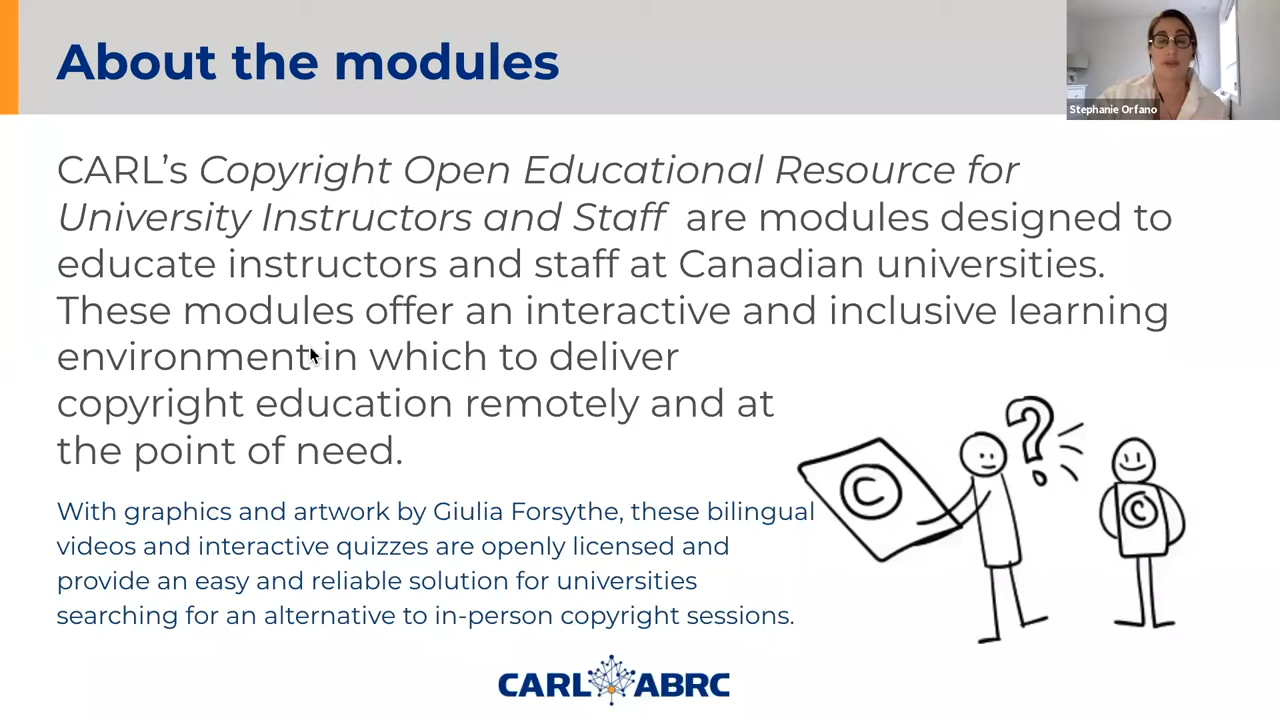 About the modules
Stephanie Orfano
CARL’s Copyright Open Educational Resource for
University Instructors and Staff are modules designed to
educate instructors and staff at Canadian universities.
These modules offer an interactive and inclusive learning
environment in which to deliver
copyright education remotely and at
the point of need.
With graphics and artwork by Giulia Forsythe, these bilingual
videos and interactive quizzes are openly licensed and
provide an easy and reliable solution for universities
searching for an alternative to in-person copyright sessions.
©
?
©
CARL ABRC